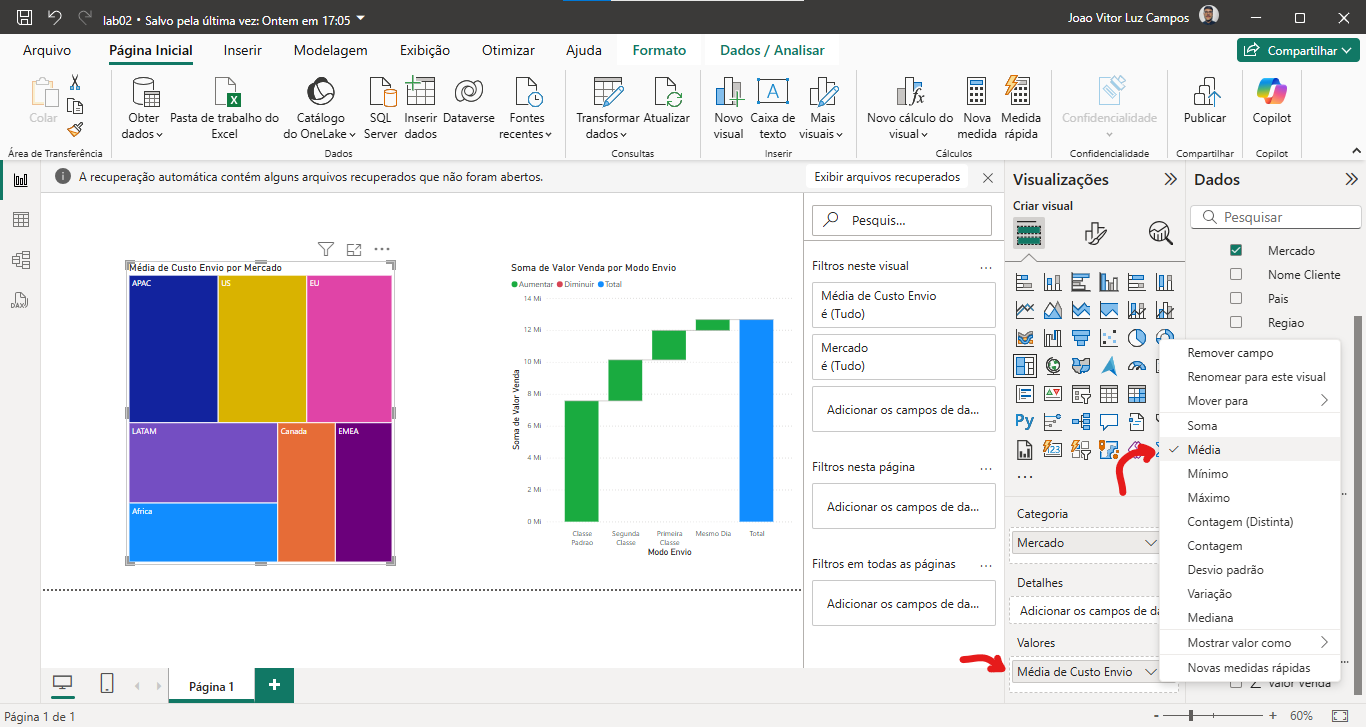 lab02 • Salvo pela última vez: Ontem em 17:05
Joao Vitor Luz Campos
Arquivo
Página Inicial
Inserir
Modelagem
Exibição
Otimizar
Ajuda
Formato
Dados / Analisar
Compartilhar
Colar
Área de Transferência
Obter
dados
Pasta de trabalho do
Excel
Catálogo
do OneLake
SQL
Server
Inserir
dados
Dataverse
Fontes
recentes
Dados
Transformar
dados
Atualizar
Consultas
Novo
visual
Caixa de
texto
Mais
visuais
Inserir
Novo cálculo do
visual
Nova
medida
Medida
rápida
Cálculos
Confidencialidade
Confidencialidade
Publicar
Compartilhar
Copilot
Copilot
A recuperação automática contém alguns arquivos recuperados que não foram abertos.
Exibir arquivos recuperados
Média de Custo Envio por Mercado
APAC
US
EU
LATAM
Canada
EMEA
Africa
Soma de Valor Venda por Modo Envio
Aumentar Diminuir Total
Soma de Valor Venda
14 Mi
12 Mi
10 Mi
8 Mi
6 Mi
4 Mi
2 Mi
0 Mi
Classe
Padrao
Segunda
Classe
Primeira
Classe
Mesmo Dia
Total
Modo Envio
Pesquis...
Filtros neste visual
...
Média de Custo Envio
é (Tudo)
Mercado
é (Tudo)
Adicionar os campos de da...
Filtros nesta página
...
Adicionar os campos de da...
Filtros em todas as páginas
...
Adicionar os campos de da...
Visualizações
Criar visual
Py
123
...
Categoria
Mercado
Detalhes
Adicionar os campos de da
Valores
Média de Custo Envio
Dados
Pesquisar
Mercado
Nome Cliente
Pais
Regiao
Remover campo
Renomear para este visual
Mover para
Soma
Média
Mínimo
Máximo
Contagem (Distinta)
Contagem
Desvio padrão
Variação
Mediana
Mostrar valor como
Novas medidas rápidas
Valor Venda
DAX
Página 1
Página 1 de 1
- + 60%